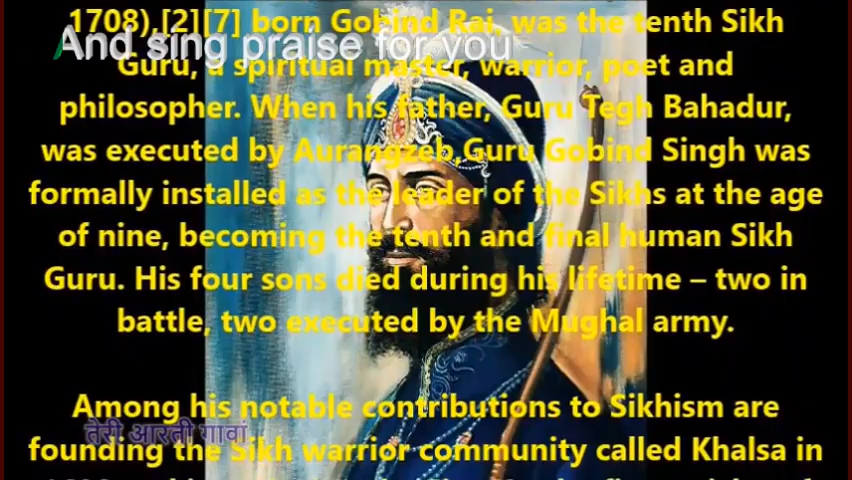 1708),[2][7] born Gobind Rai, was the tenth Sikh
And sing praise for you
Guru, a spiritual master, warrior, poet and
philosopher. When his father, Guru Tegh Bahadur,
was executed by Aurangzeb,Guru Gobind Singh was
formally installed as the leader of the Sikhs at the age
of nine, becoming the tenth and final human Sikh
Guru. His four sons died during his lifetime – two in
battle, two executed by the Mughal army.
Among his notable contributions to Sikhism are
तेरी आरती गावां
founding the Sikh warrior community called Khalsa in